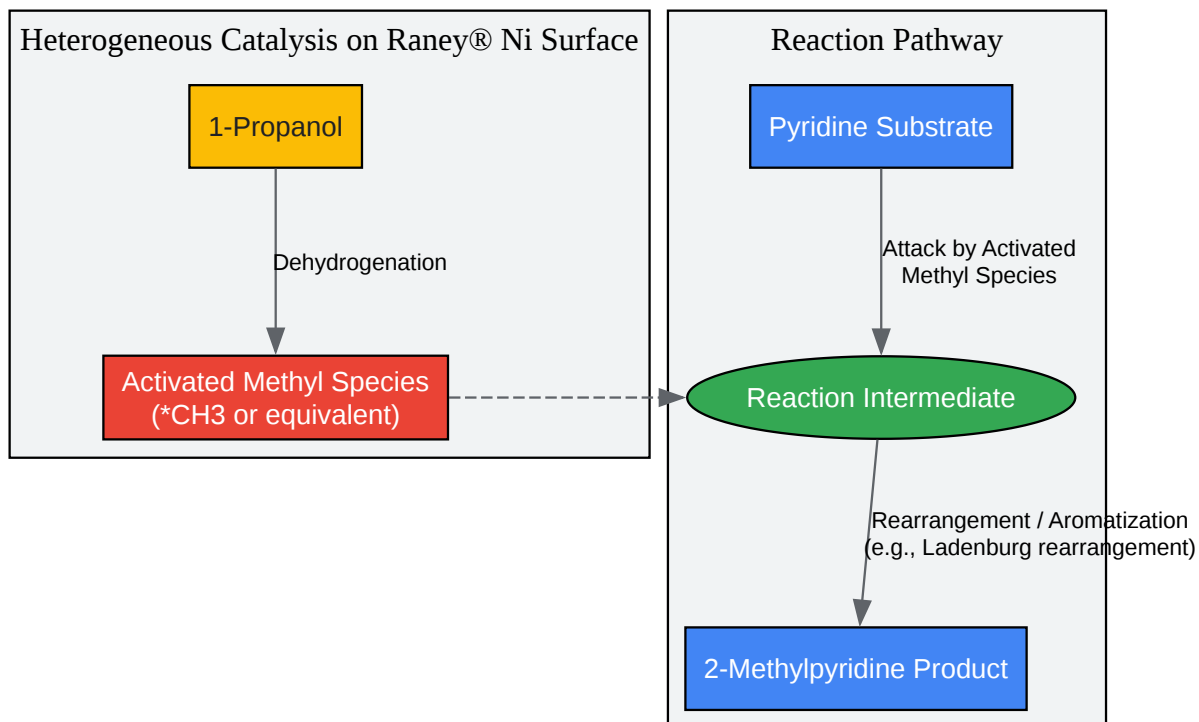 Heterogeneous Catalysis on Raney® Ni Surface
1-Propanol
Dehydrogenation
Activated Methyl Species
(*CH3 or equivalent)
Reaction Pathway
Pyridine Substrate
Attack by Activated
Methyl Species
Reaction Intermediate
Rearrangement / Aromatization
(e.g., Ladenburg rearrangement)
2-Methylpyridine Product